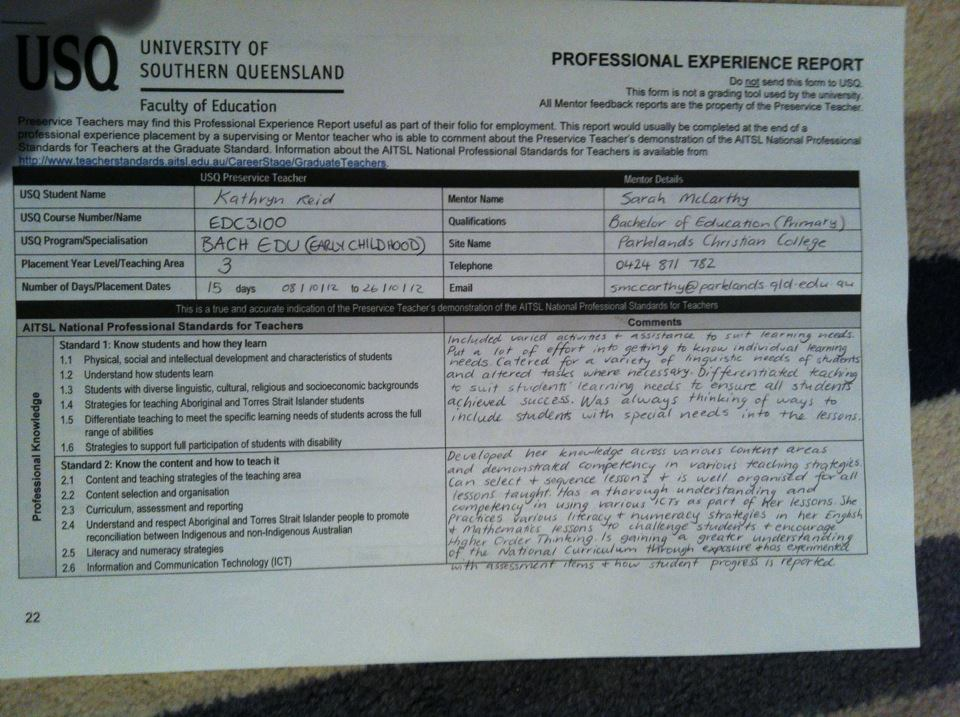 USQ
UNIVERSITY OF
SOUTHERN QUEENSLAND
Faculty of Education
PROFESSIONAL EXPERIENCE REPORT
Do not send this form to USQ.
This form is not a grading tool used by the university.
All Mentor feedback reports are the property of the Preservice Teacher.
Preservice Teachers may find this Professional Experience Report useful as part of their folio for employment. This report would usually be completed at the end of a
professional experience placement by a supervising or Mentor teacher who is able to comment about the Preservice Teacher's demonstration of the AITSL National Professional
Standards for Teachers at the Graduate Standard. Information about the AITSL National Professional Standards for Teachers is available from
http://www.teacherstandards.aitsl.edu.au/CareerStage/GraduateTeachers.
USQ Preservice Teacher Mentor Details
USQ Student Name Kathryn Reid Mentor Name Sarah McCarthy
USQ Course Number/Name EDC3100 Qualifications Bachelor of Education (Primary)
USQ Program/Specialisation BACH EDU (EARLY CHILDHOOD) Site Name Parklands Christian College
Placement Year Level/Teaching Area 3 Telephone 0424 871 782
Number of Days/Placement Dates 15 days 08/10/12 to 26/10/12 Email smccarthy@parklands.qld.edu.au
This is a true and accurate indication of the Preservice Teacher's demonstration of the AITSL National Professional Standards for Teachers
AITSL National Professional Standards for Teachers Comments
Professional Knowledge
Standard 1: Know students and how they learn
1.1 Physical, social and intellectual development and characteristics of students
1.2 Understand how students learn
1.3 Students with diverse linguistic, cultural, religious and socioeconomic backgrounds
1.4 Strategies for teaching Aboriginal and Torres Strait Islander students
1.5 Differentiate teaching to meet the specific learning needs of students across the full
range of abilities
1.6 Strategies to support full participation of students with disability
Included varied activities + assistance to suit learning needs.
Put a lot of effort into getting to know individual learning
needs. Catered for a variety of linguistic needs of students
and altered tasks where necessary. Differentiated teaching
to suit students' learning needs to ensure all students
achieved success. Was always thinking of ways to
include students with special needs into the lessons.
Standard 2: Know the content and how to teach it
2.1 Content and teaching strategies of the teaching area
2.2 Content selection and organisation
2.3 Curriculum, assessment and reporting
2.4 Understand and respect Aboriginal and Torres Strait Islander people to promote
reconciliation between Indigenous and non-Indigenous Australian
2.5 Literacy and numeracy strategies
2.6 Information and Communication Technology (ICT)
Developed her knowledge across various content areas
and demonstrated competency in various teaching strategies.
Can select + sequence lessons + is well organised for all
lessons taught. Has a thorough understanding and
competency in using various ICTs as part of her lessons. She
practices various literacy + numeracy strategies in her English
+ Mathematics lessons to challenge students + encourage
Higher Order Thinking. Is gaining a greater understanding
of the National Curriculum through exposure + has experimented
with assessment items + how student progress is reported
22